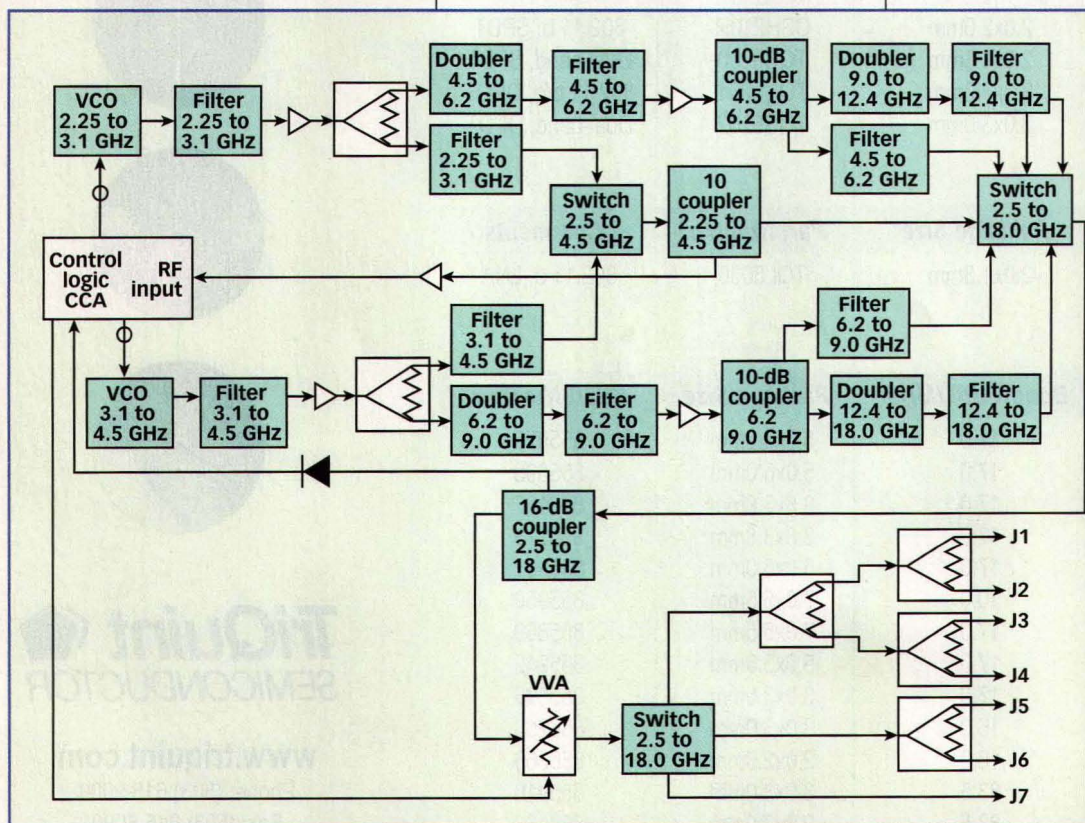 VCO
2.25 to
3.1 GHz
Filter
2.25 to
3.1 GHz
Doubler
4.5 to
6.2 GHz
Filter
4.5 to
6.2 GHz
10-dB
coupler
4.5 to
6.2 GHz
Doubler
9.0 to
12.4 GHz
Filter
9.0 to
12.4 GHz
Filter
2.25 to
3.1 GHz
Filter
4.5 to
6.2 GHz
Switch
2.5 to
4.5 GHz
10
coupler
2.25 to
4.5 GHz
Switch
2.5 to
18.0 GHz
Control
logic
CCA
RF
input
Filter
3.1 to
4.5 GHz
Filter
6.2 to
9.0 GHz
VCO
3.1 to
4.5 GHz
Filter
3.1 to
4.5 GHz
Doubler
6.2 to
9.0 GHz
Filter
6.2 to
9.0 GHz
10-dB
coupler
6.2
9.0 GHz
Doubler
12.4 to
18.0 GHz
Filter
12.4 to
18.0 GHz
16-dB
coupler
2.5 to
18 GHz
J1
J2
J3
J4
VVA
Switch
2.5 to
18.0 GHz
J5
J6
J7
TriQuint
SEMICONDUCTOR
www.triquint.com